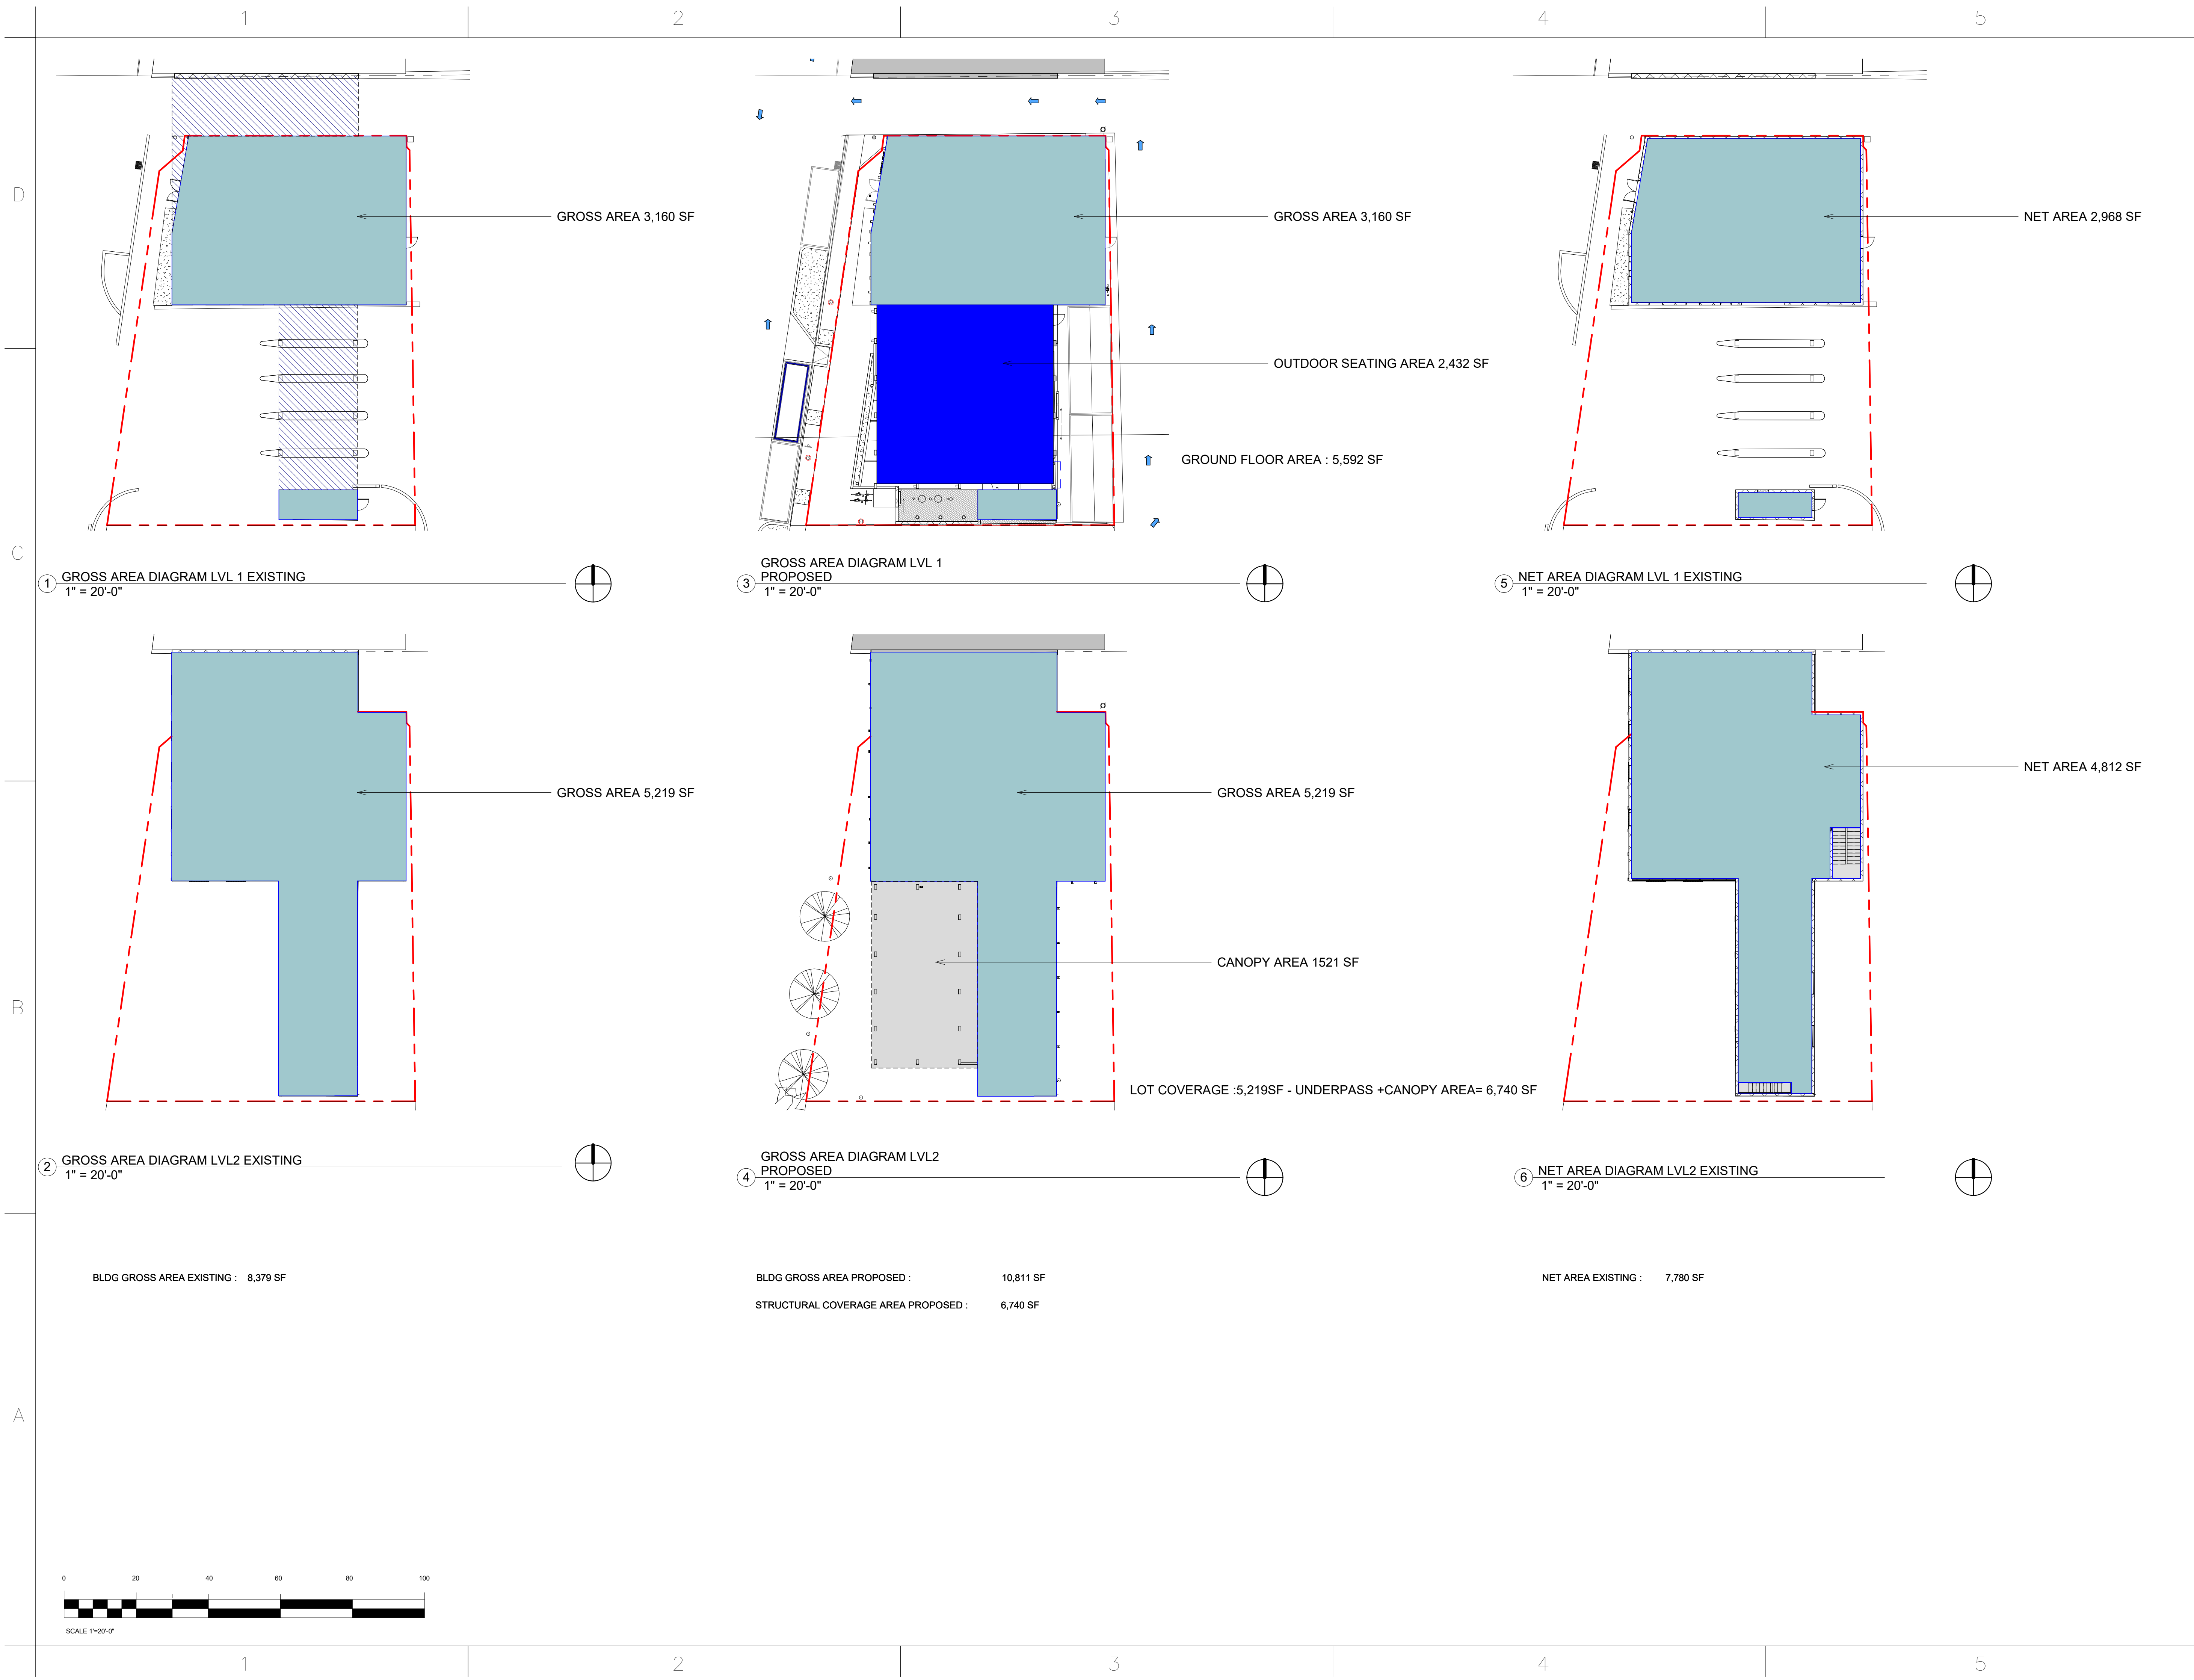 1 2 3 4 5
D
GROSS AREA 3,160 SF
GROSS AREA 3,160 SF
NET AREA 2,968 SF
OUTDOOR SEATING AREA 2,432 SF
GROUND FLOOR AREA : 5,592 SF
C
1 GROSS AREA DIAGRAM LVL 1 EXISTING
1" = 20'-0"
GROSS AREA DIAGRAM LVL 1
3 PROPOSED
1" = 20'-0"
5 NET AREA DIAGRAM LVL 1 EXISTING
1" = 20'-0"
GROSS AREA 5,219 SF
GROSS AREA 5,219 SF
NET AREA 4,812 SF
CANOPY AREA 1521 SF
B
LOT COVERAGE :5,219SF - UNDERPASS +CANOPY AREA= 6,740 SF
2 GROSS AREA DIAGRAM LVL2 EXISTING
1" = 20'-0"
GROSS AREA DIAGRAM LVL2
4 PROPOSED
1" = 20'-0"
6 NET AREA DIAGRAM LVL2 EXISTING
1" = 20'-0"
BLDG GROSS AREA EXISTING : 8,379 SF
BLDG GROSS AREA PROPOSED : 10,811 SF
STRUCTURAL COVERAGE AREA PROPOSED : 6,740 SF
NET AREA EXISTING : 7,780 SF
A
0 20 40 60 80 100
SCALE 1'=20'-0"
1 2 3 4 5